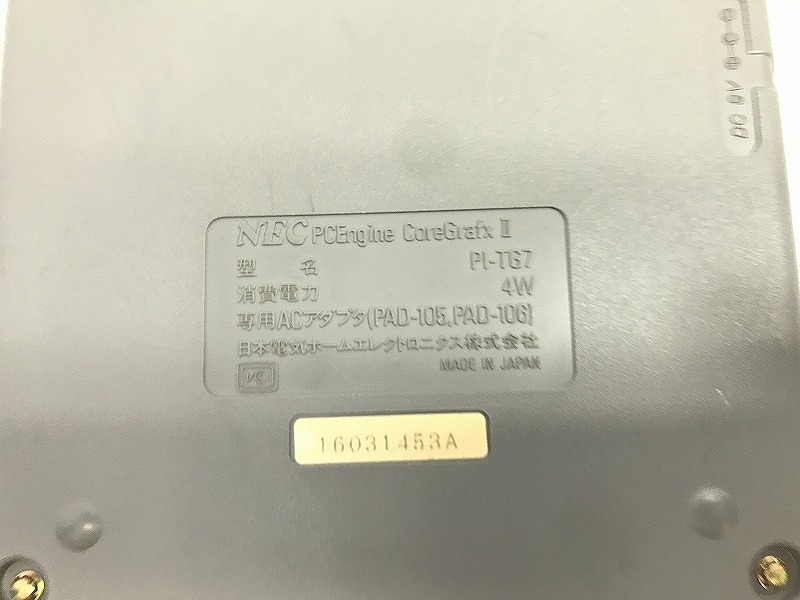 DC 9V
NEC PCEngine CoreGrafx II
型 名 PI-TG7
消費電力 4W
専用ACアダプタ(PAD-105,PAD-106)
日本電気ホームエレクトロニクス株式会社
MADE IN JAPAN
16031453A